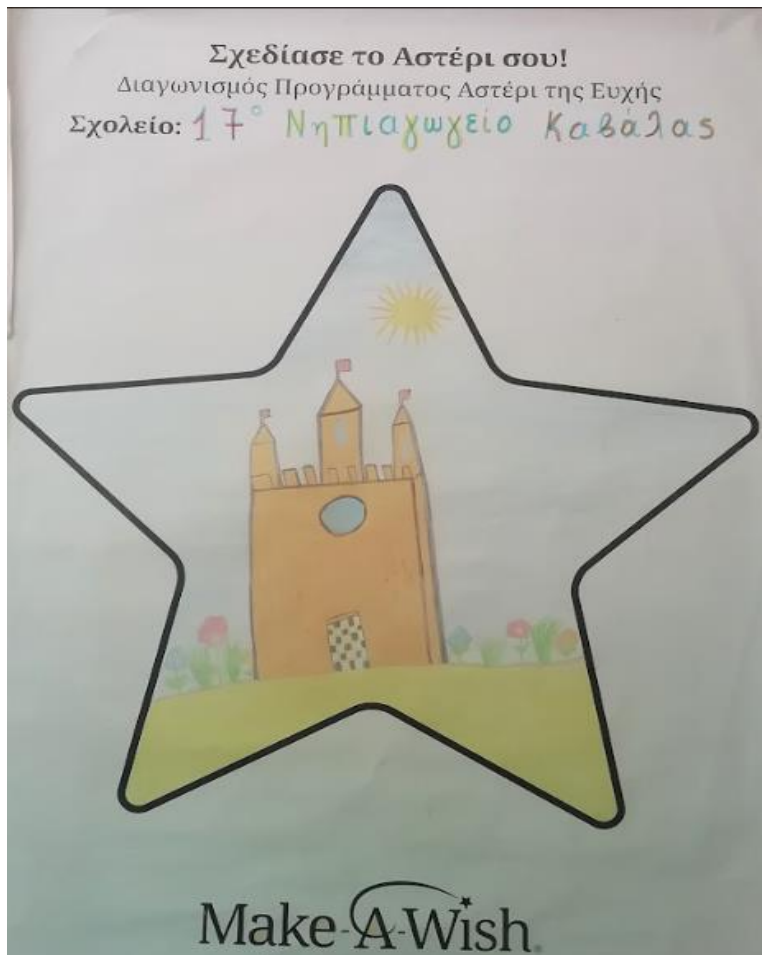 Σχεδίασε το Αστέρι σου!
Διαγωνισμός Προγράμματος Αστέρι της Ευχής
Σχολείο: 17° Νηπιαγωγείο Καβάλας
Make-A-Wish.